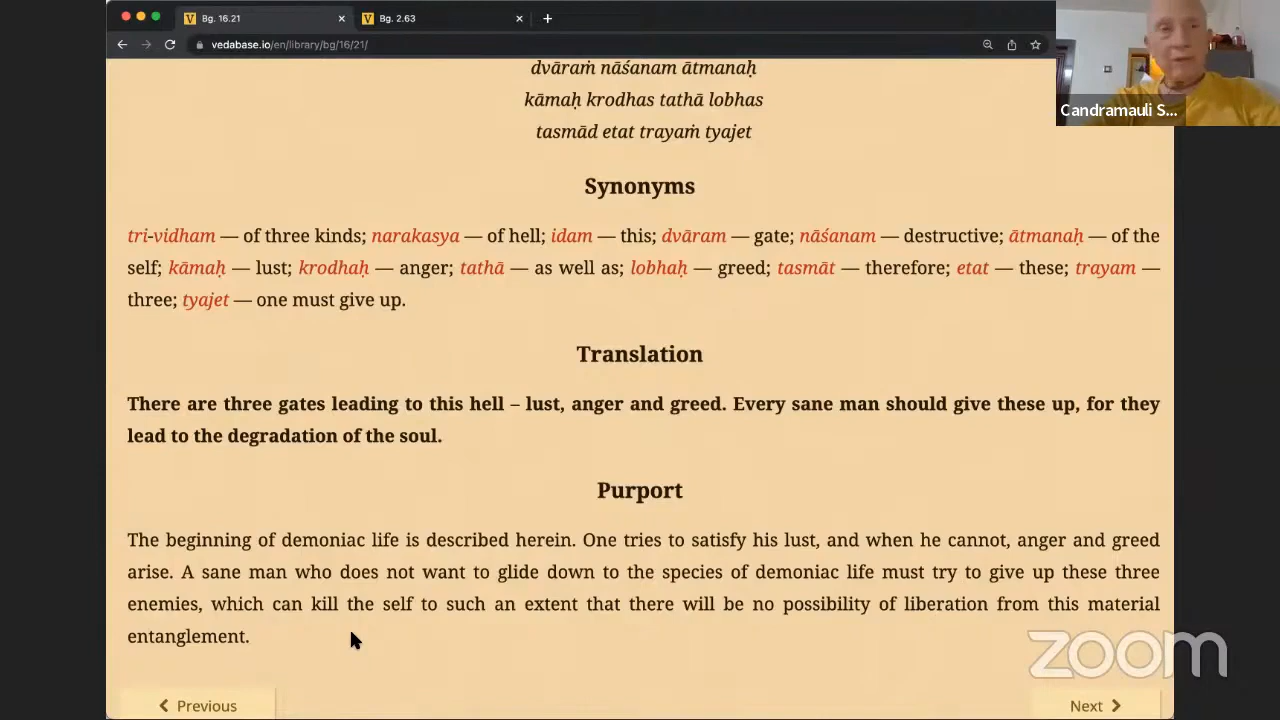 Bg. 16.21
Bg. 2.63
vedabase.io/en/library/bg/16/21/
Candramauli S...
dvāraṁ nāśanam ātmanaḥ
kāmaḥ krodhas tathā lobhas
tasmād etat trayaṁ tyajet
Synonyms
tri-vidham — of three kinds; narakasya — of hell; idam — this; dvāram — gate; nāśanam — destructive; ātmanaḥ — of the
self; kāmaḥ — lust; krodhaḥ — anger; tathā — as well as; lobhaḥ — greed; tasmāt — therefore; etat — these; trayam —
three; tyajet — one must give up.
Translation
There are three gates leading to this hell – lust, anger and greed. Every sane man should give these up, for they
lead to the degradation of the soul.
Purport
The beginning of demoniac life is described herein. One tries to satisfy his lust, and when he cannot, anger and greed
arise. A sane man who does not want to glide down to the species of demoniac life must try to give up these three
enemies, which can kill the self to such an extent that there will be no possibility of liberation from this material
entanglement.
zoom
Previous
Next